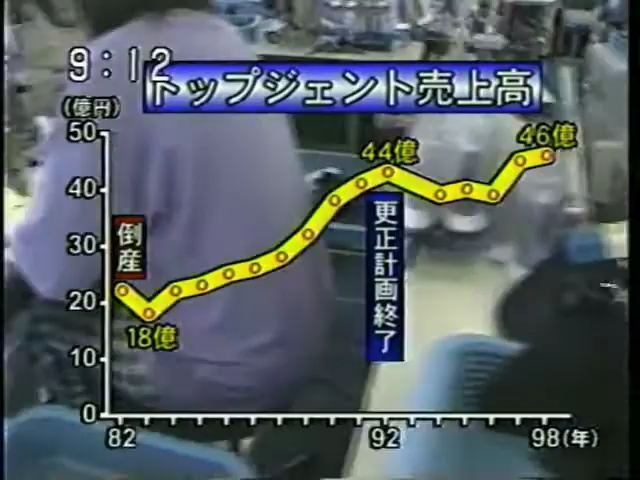 9:12
トップジェント売上高
(億円)
50
40
30
20
10
0
倒産
18億
44億
更正計画終了
46億
82
92
98(年)